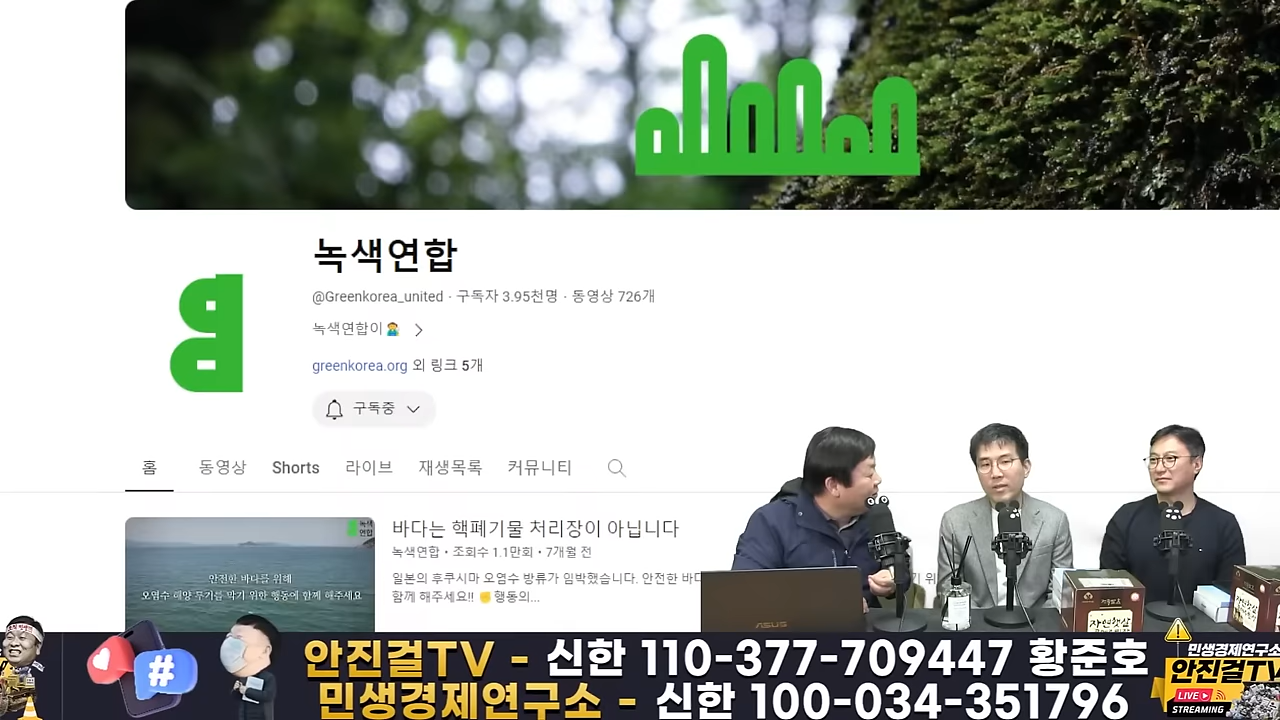 녹색연합
@Greenkorea_united · 구독자 3.95천명 · 동영상 726개
녹색연합이
greenkorea.org 외 링크 5개
구독중
홈 동영상 Shorts 라이브 재생목록 커뮤니티
녹색연합
바다는 핵폐기물 처리장이 아닙니다
녹색연합 • 조회수 1.1만회 • 7개월 전
안전한 바다를 위해
오염수 해양 투기를 막기 위한 행동에 함께 해주세요
일본의 후쿠시마 오염수 방류가 임박했습니다. 안전한 바다
기 위
함께 해주세요!! ✊행동의...
ASUS
안진걸TV - 신한 110-377-709447 황준호
민생경제연구소 - 신한 100-034-351796
#
민생경제연구소
안진걸TV
LIVE
STREAMING